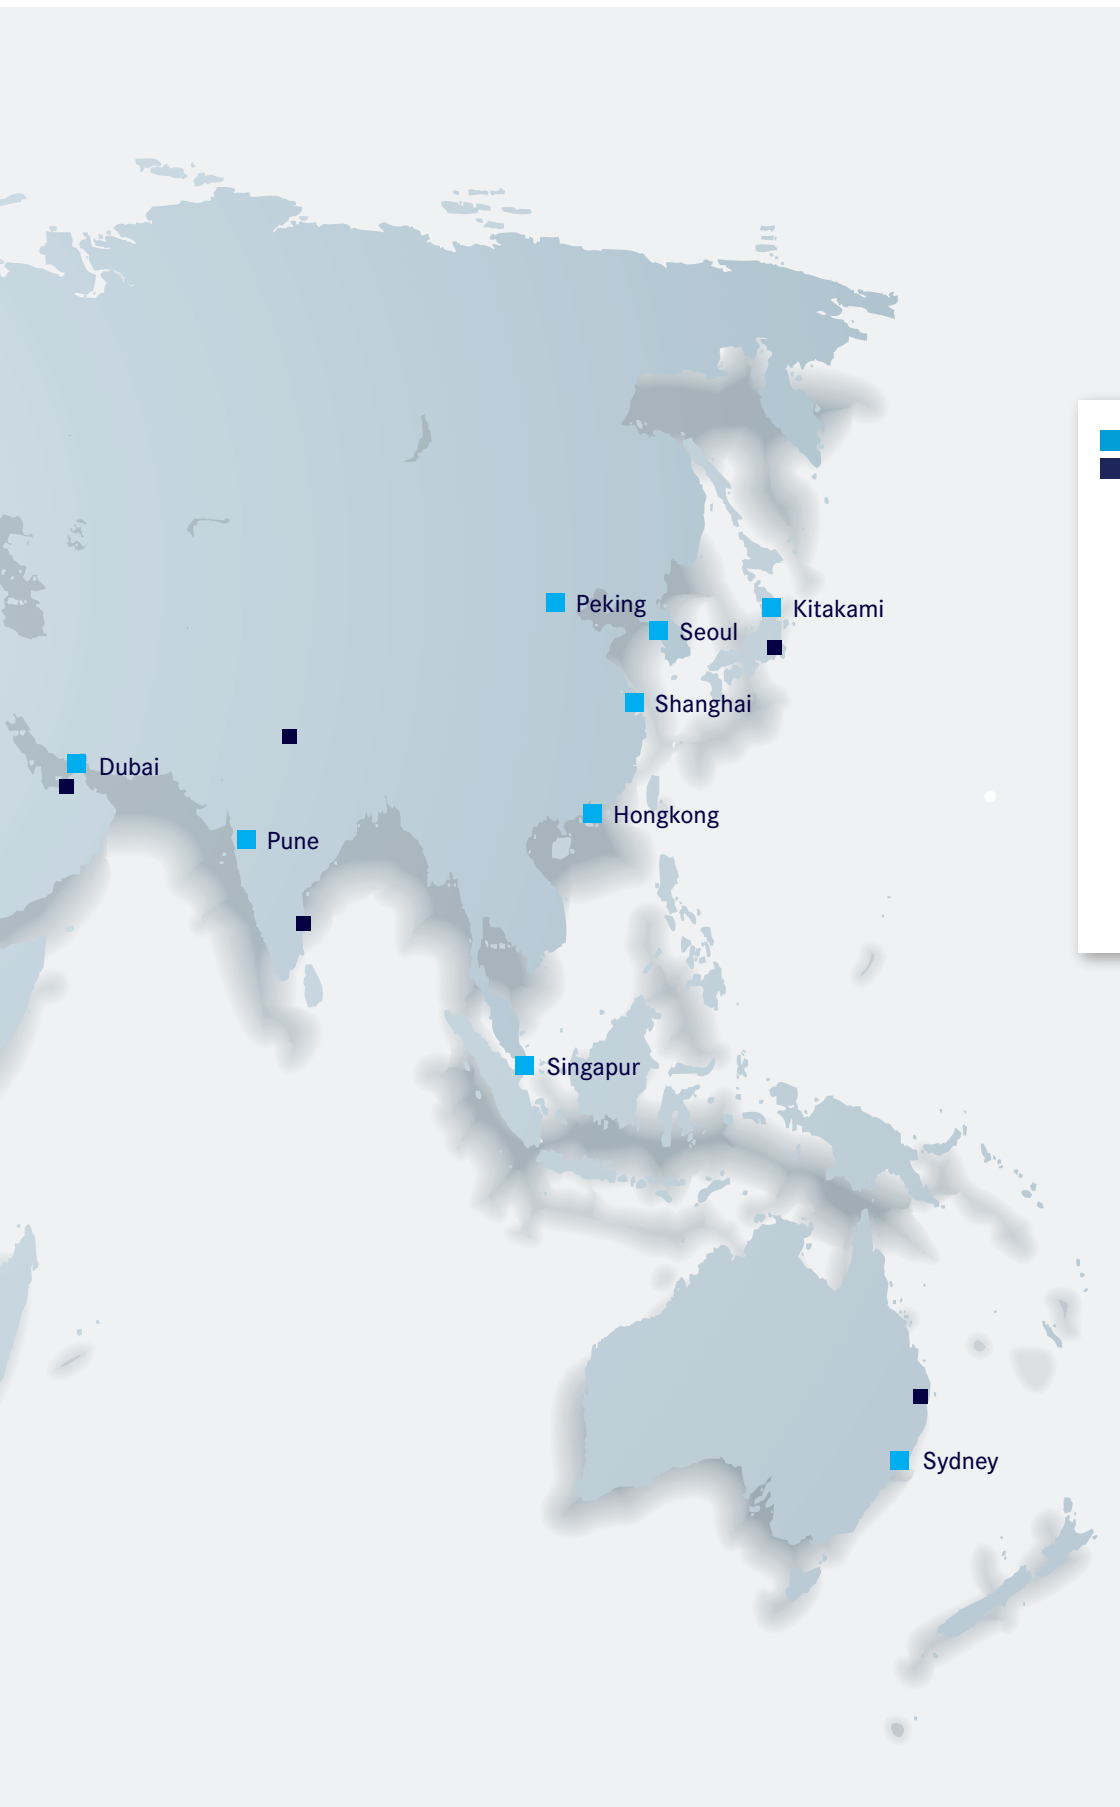 Peking
Kitakami
Seoul
Shanghai
Dubai
Hongkong
Pune
Singapur
Sydney